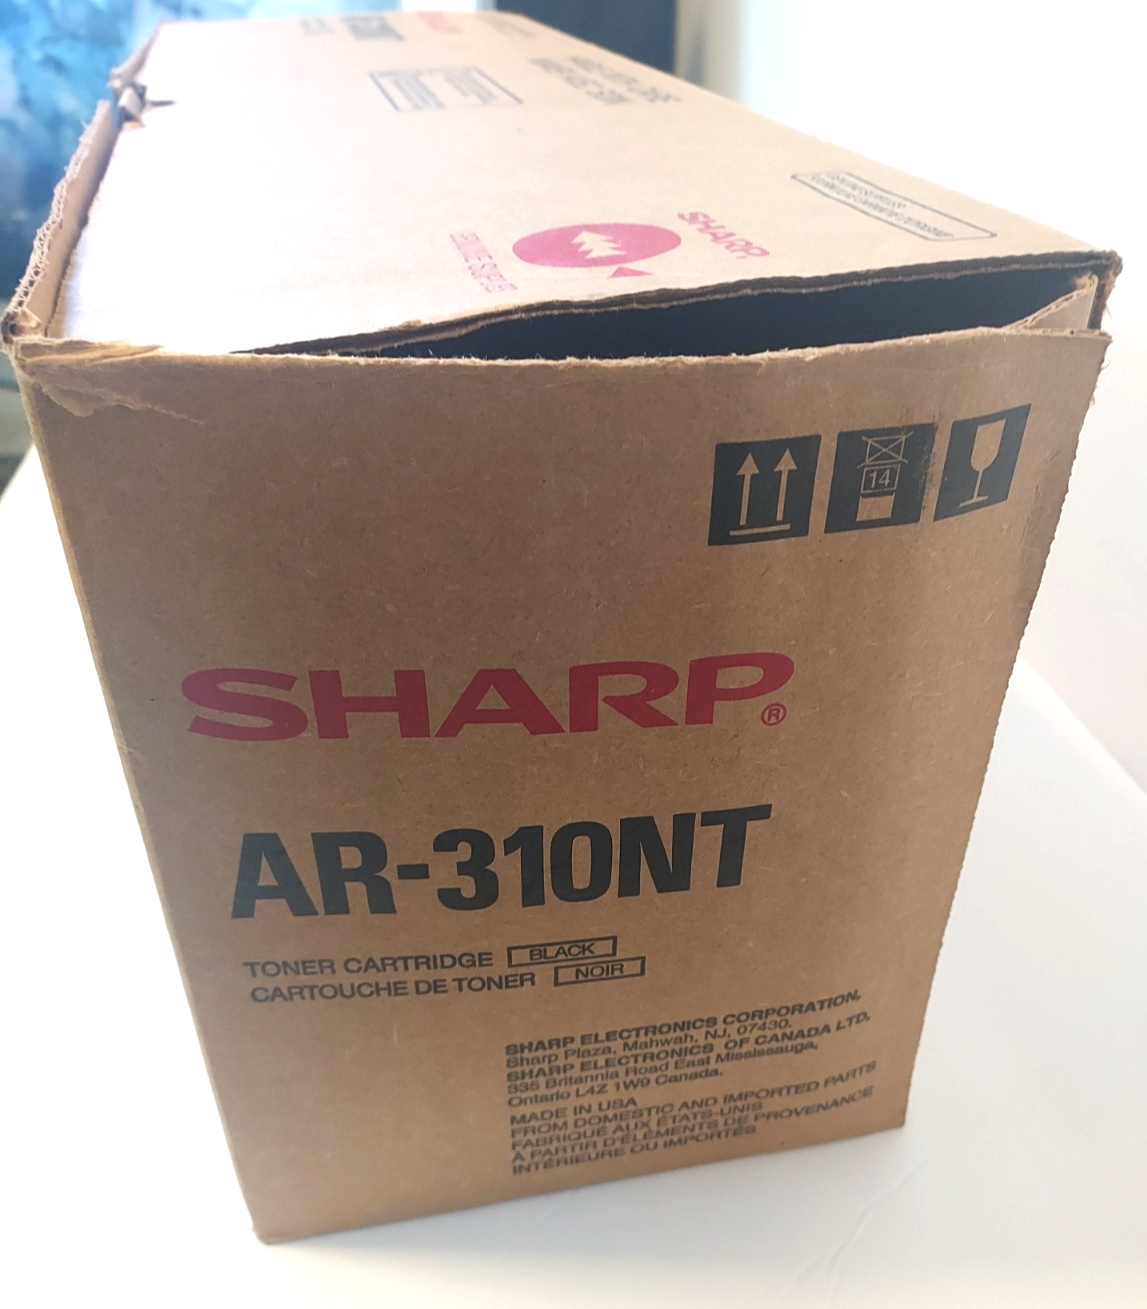 SHARP
GENUINE SUPPLIES
14
SHARP®
AR-310NT
TONER CARTRIDGE BLACK
CARTOUCHE DE TONER NOIR
SHARP ELECTRONICS CORPORATION,
Sharp Plaza, Mahwah, NJ, 07430.
SHARP ELECTRONICS OF CANADA LTD,
335 Britannia Road East Mississauga,
Ontario L4Z 1W9 Canada.
MADE IN USA
FROM DOMESTIC AND IMPORTED PARTS
FABRIQUÉ AUX ÉTATS-UNIS
À PARTIR D'ÉLÉMENTS DE PROVENANCE
INTÉRIEURE OU IMPORTÉS